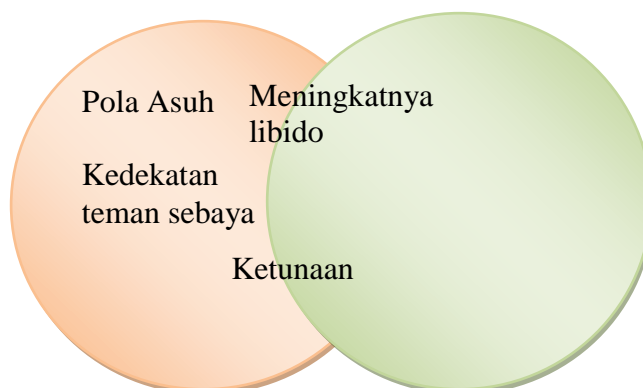 Pola Asuh
Meningkatnya
libido
Kedekatan
teman sebaya
Ketunaan